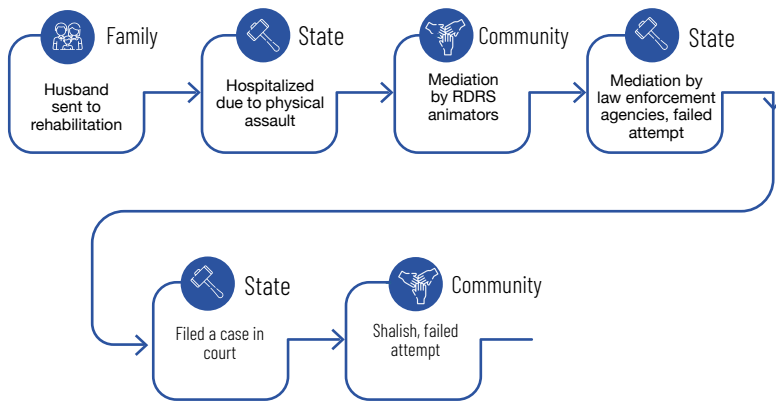 Family
Husband
sent to
rehabilitation
State
Hospitalized
due to physical
assault
Community
Mediation
by RDRS
animators
State
Mediation by
law enforcement
agencies, failed
attempt
State
Filed a case in
court
Community
Shalish, failed
attempt